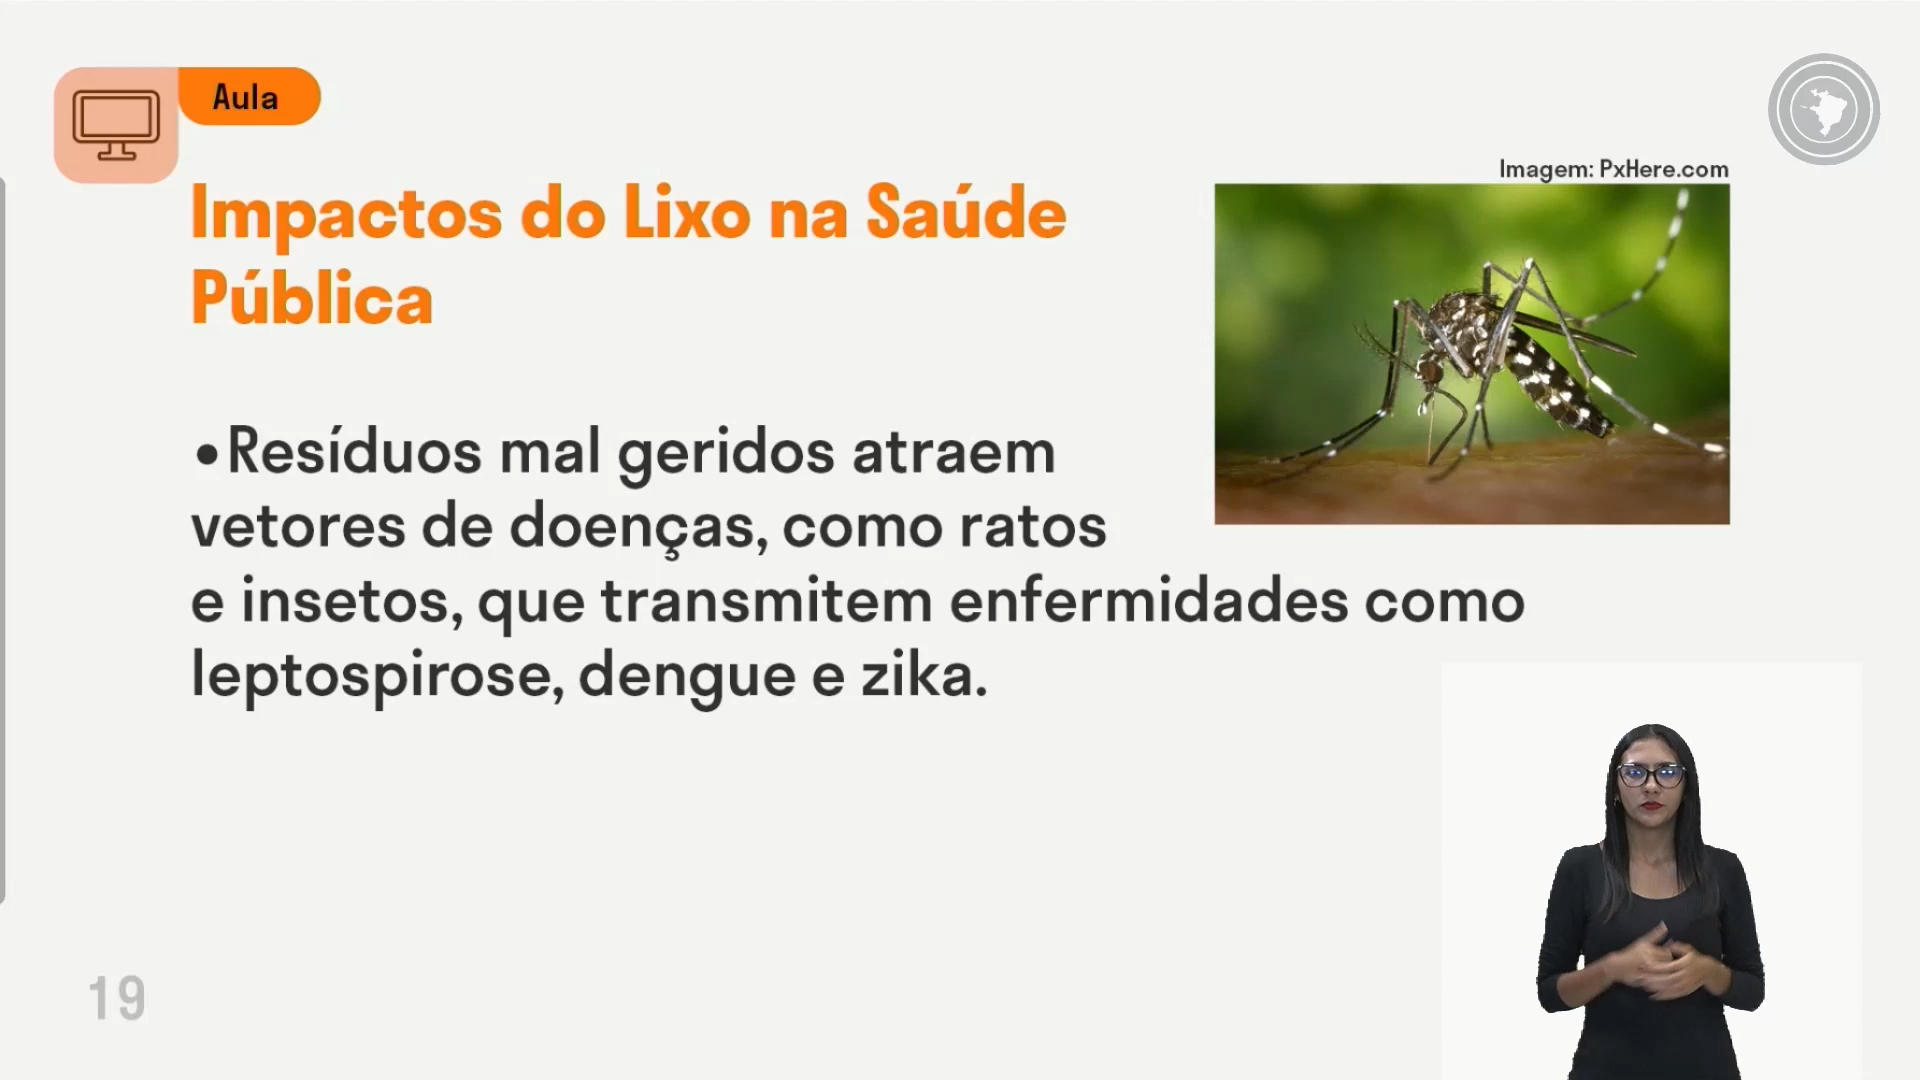 Aula
Imagem: PxHere.com
Impactos do Lixo na Saúde
Pública
•Resíduos mal geridos atraem
vetores de doenças, como ratos
e insetos, que transmitem enfermidades como
leptospirose, dengue e zika.
19